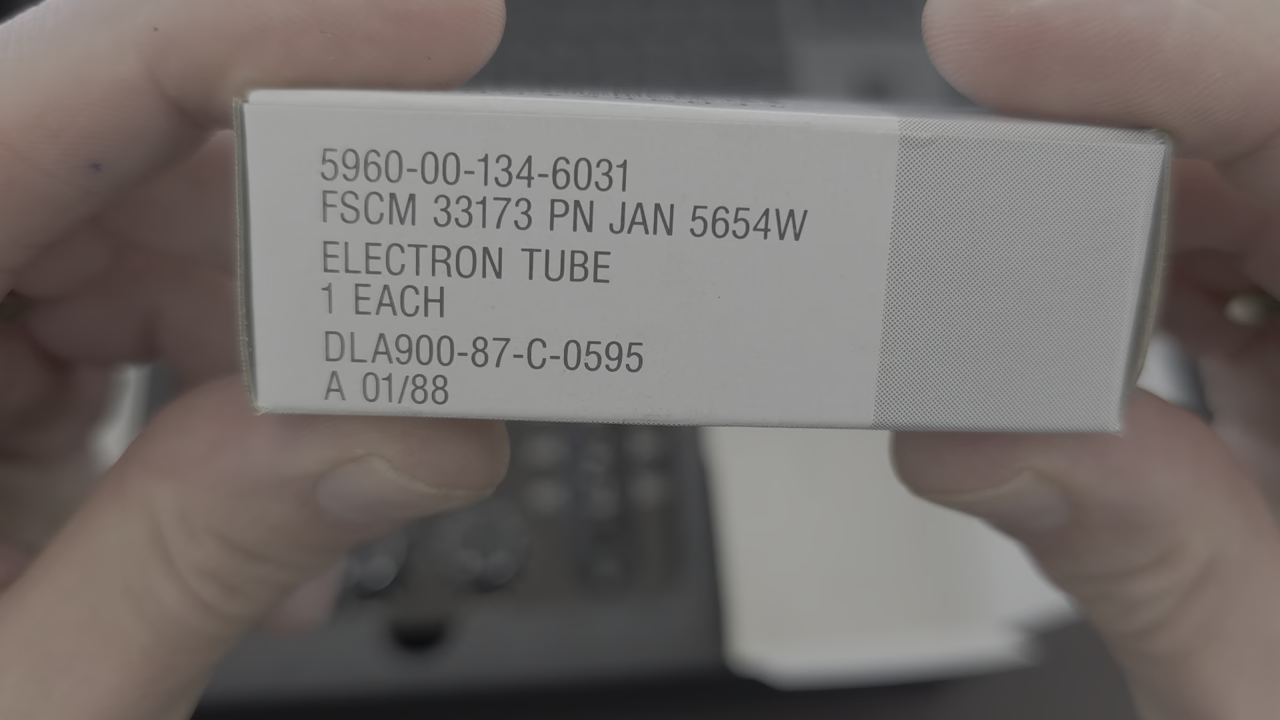 5960-00-134-6031
FSCM 33173 PN JAN 5654W
ELECTRON TUBE
1 EACH
DLA900-87-C-0595
A 01/88